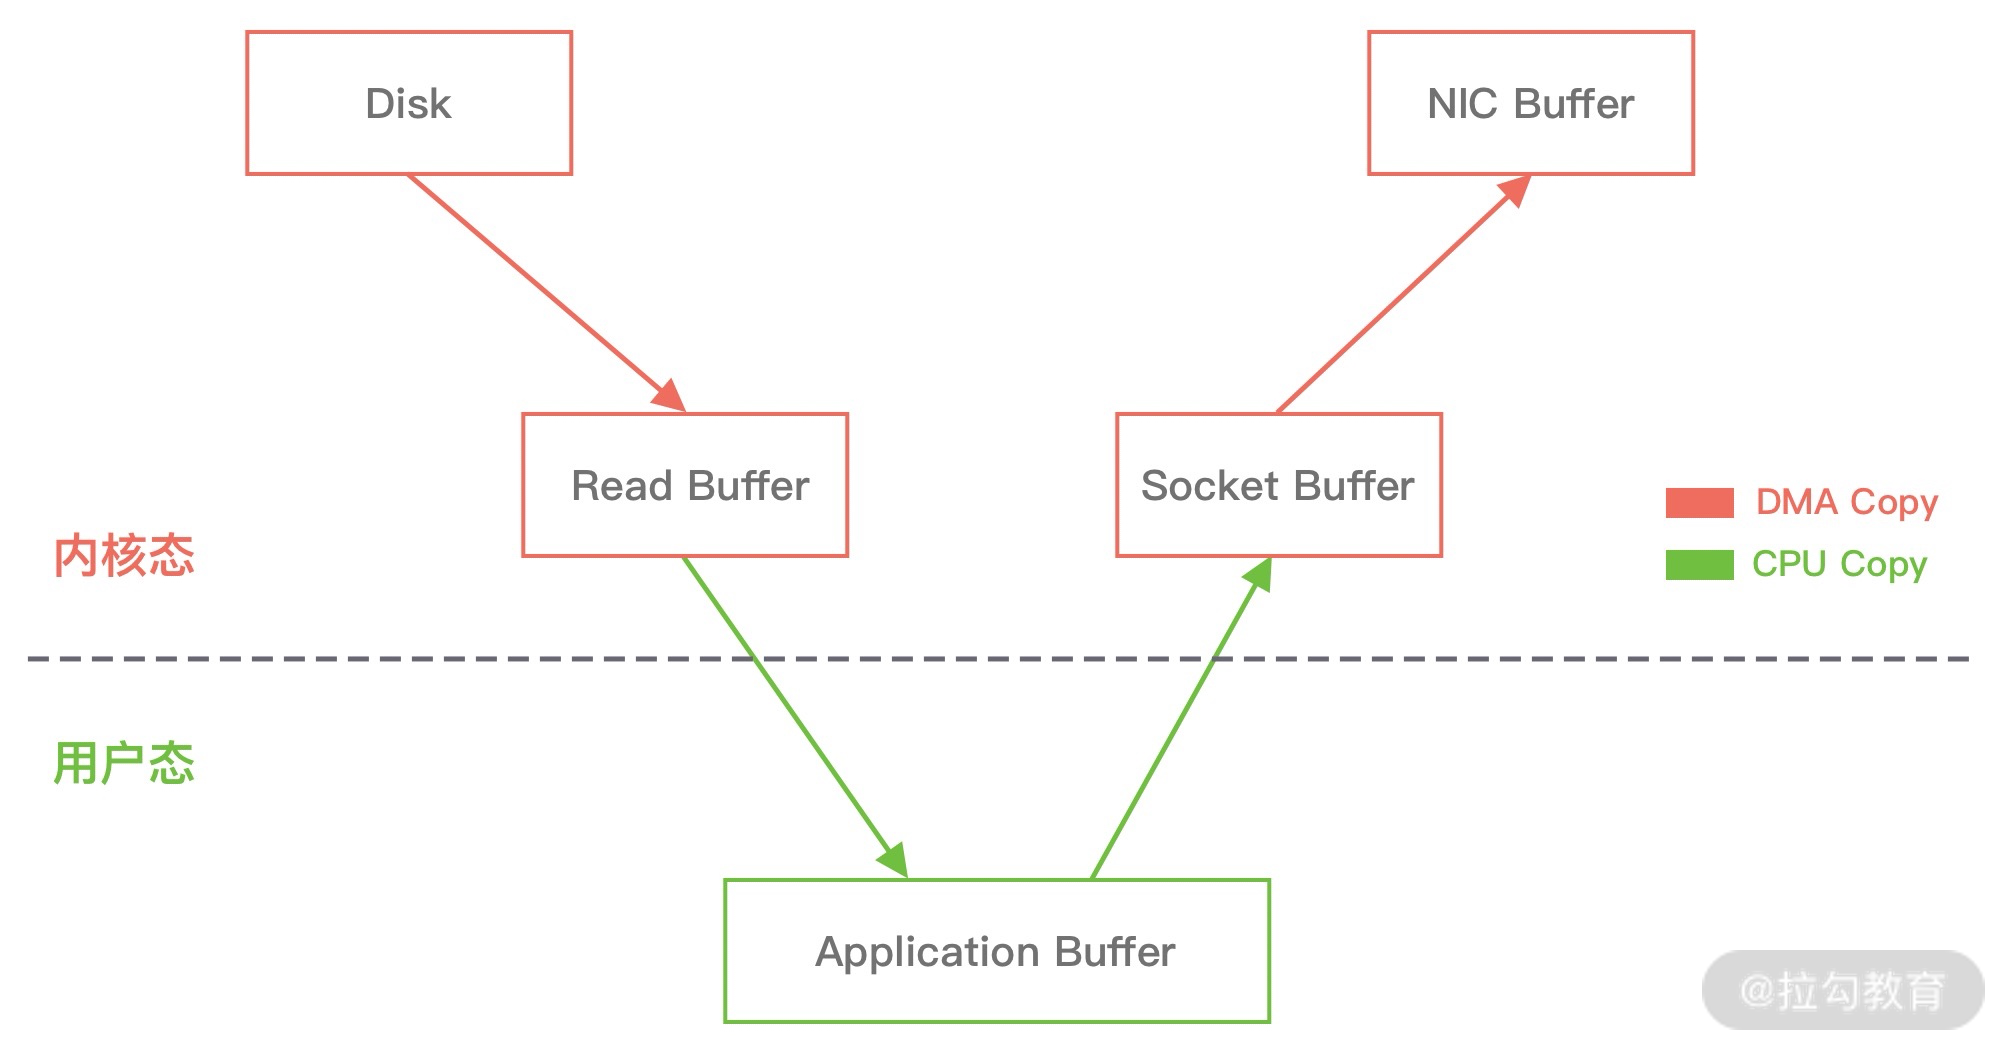 Disk
NIC Buffer
Read Buffer
Socket Buffer
DMA Copy
CPU Copy
内核态
用户态
Application Buffer
@拉勾教育